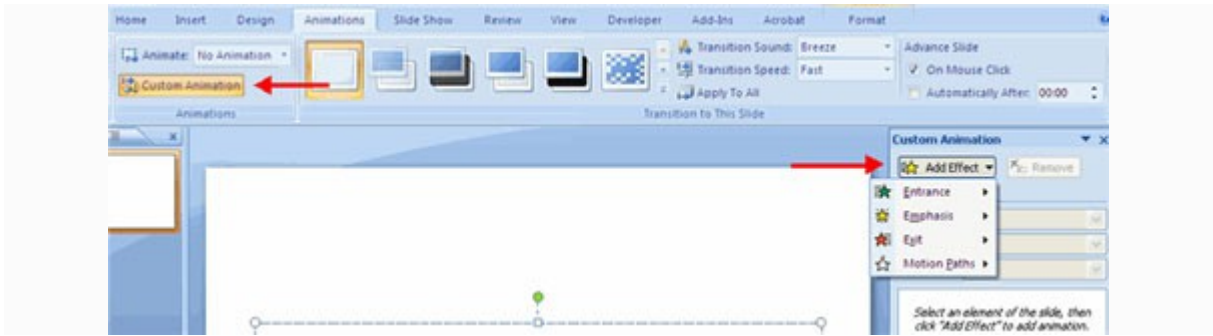 Home Insert Design Animations Slide Show Review View Developer Add-Ins Acrobat Format
Animate: No Animation
Custom Animation
Animations
Transition Sound: Breeze
Transition Speed: Fast
Apply To All
Transition to This Slide
Advance Slide
On Mouse Click
Automatically After: 00:00
Custom Animation
Add Effect Remove
Entrance
Emphasis
Exit
Motion Paths
Select an element of the slide, then
click "Add Effect" to add animation.